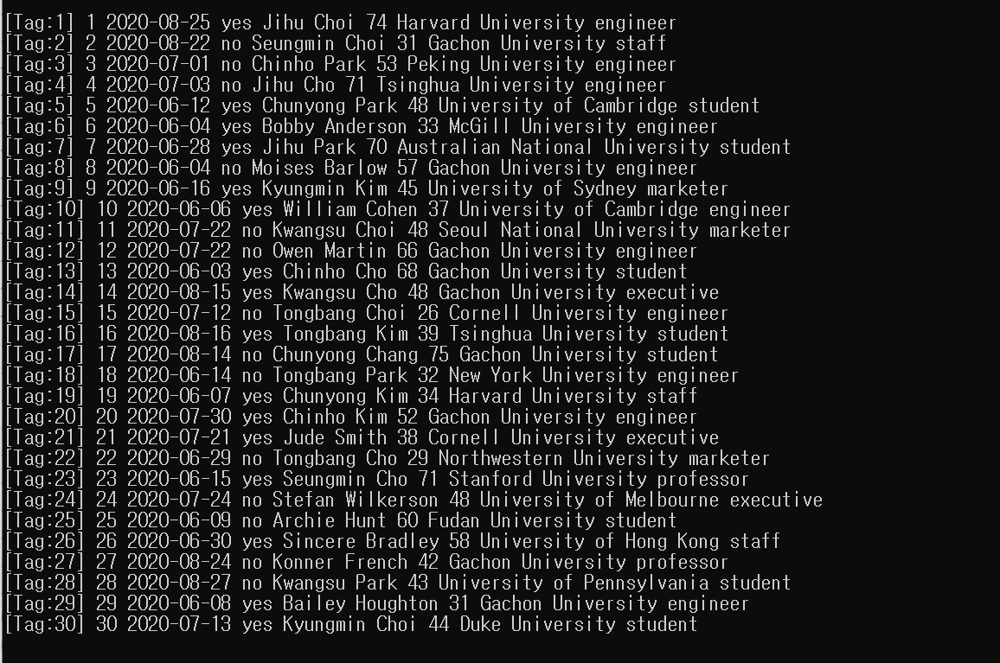 [Tag:1] 1 2020-08-25 yes Jihu Choi 74 Harvard University engineer
[Tag:2] 2 2020-08-22 no Seungmin Choi 31 Gachon University staff
[Tag:3] 3 2020-07-01 no Chinho Park 53 Peking University engineer
[Tag:4] 4 2020-07-03 no Jihu Cho 71 Tsinghua University engineer
[Tag:5] 5 2020-06-12 yes Chunyong Park 48 University of Cambridge student
[Tag:6] 6 2020-06-04 yes Bobby Anderson 33 McGill University engineer
[Tag:7] 7 2020-06-28 yes Jihu Park 70 Australian National University student
[Tag:8] 8 2020-06-04 no Moises Barlow 57 Gachon University engineer
[Tag:9] 9 2020-06-16 yes Kyungmin Kim 45 University of Sydney marketer
[Tag:10] 10 2020-06-06 yes William Cohen 37 University of Cambridge engineer
[Tag:11] 11 2020-07-22 no Kwangsu Choi 48 Seoul National University marketer
[Tag:12] 12 2020-07-22 no Owen Martin 66 Gachon University engineer
[Tag:13] 13 2020-06-03 yes Chinho Cho 68 Gachon University student
[Tag:14] 14 2020-08-15 yes Kwangsu Cho 48 Gachon University executive
[Tag:15] 15 2020-07-12 no Tongbang Choi 26 Cornell University engineer
[Tag:16] 16 2020-08-16 yes Tongbang Kim 39 Tsinghua University student
[Tag:17] 17 2020-08-14 no Chunyong Chang 75 Gachon University student
[Tag:18] 18 2020-06-14 no Tongbang Park 32 New York University engineer
[Tag:19] 19 2020-06-07 yes Chunyong Kim 34 Harvard University staff
[Tag:20] 20 2020-07-30 yes Chinho Kim 52 Gachon University engineer
[Tag:21] 21 2020-07-21 yes Jude Smith 38 Cornell University executive
[Tag:22] 22 2020-06-29 no Tongbang Cho 29 Northwestern University marketer
[Tag:23] 23 2020-06-15 yes Seungmin Cho 71 Stanford University professor
[Tag:24] 24 2020-07-24 no Stefan Wilkerson 48 University of Melbourne executive
[Tag:25] 25 2020-06-09 no Archie Hunt 60 Fudan University student
[Tag:26] 26 2020-06-30 yes Sincere Bradley 58 University of Hong Kong staff
[Tag:27] 27 2020-08-24 no Konner French 42 Gachon University professor
[Tag:28] 28 2020-08-27 no Kwangsu Park 43 University of Pennsylvania student
[Tag:29] 29 2020-06-08 yes Bailey Houghton 31 Gachon University engineer
[Tag:30] 30 2020-07-13 yes Kyungmin Choi 44 Duke University student